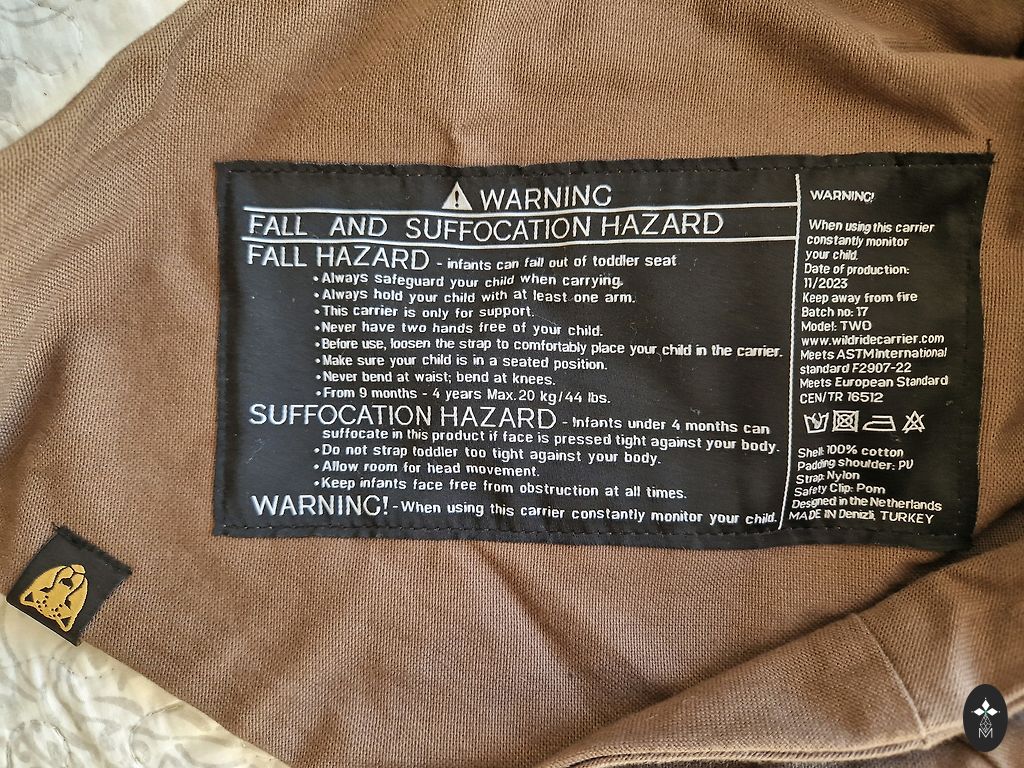 WARNING
FALL AND SUFFOCATION HAZARD
FALL HAZARD - infants can fall out of toddler seat
• Always safeguard your child when carrying.
• Always hold your child with at least one arm.
• This carrier is only for support.
• Never have two hands free of your child.
• Before use, loosen the strap to comfortably place your child in the carrier.
• Make sure your child is in a seated position.
• Never bend at waist; bend at knees.
• From 9 months - 4 years Max. 20 kg/44 lbs.
SUFFOCATION HAZARD - Infants under 4 months can
suffocate in this product if face is pressed tight against your body.
• Do not strap toddler too tight against your body.
• Allow room for head movement.
• Keep infants face free from obstruction at all times.
WARNING! - When using this carrier constantly monitor your child.
WARNING!
When using this carrier
constantly monitor
your child.
Date of production:
11/2023
Keep away from fire
Batch no: 17
Model: TWO
www.wildridecarrier.com
Meets ASTM International
standard F2907-22
Meets European Standard
CEN/TR 16512
Shell: 100% cotton
Padding shoulder: PU
Strap: Nylon
Safety Clip: Pom
Designed in the Netherlands
MADE IN Denizli, TURKEY
M